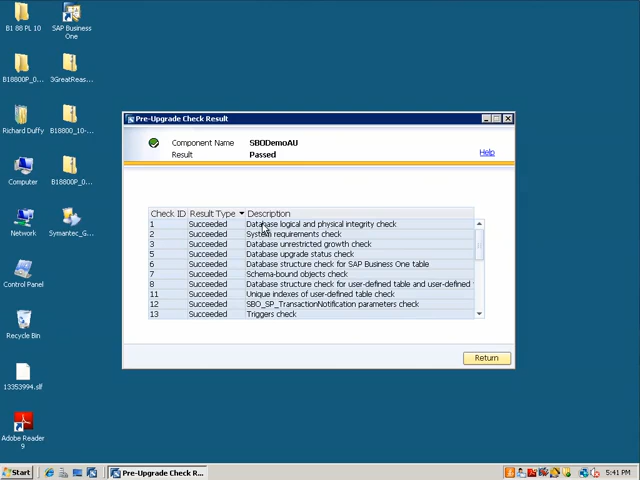 B1 88 PL 10
SAP Business
One
B18800P_0...
3GreatReas...
Richard Duffy
B18800_10-...
Computer
B18800P_0...
Network
Symantec_G...
Control Panel
Recycle Bin
13353994.slf
Adobe Reader
9
Pre-Upgrade Check Result
Component Name SBODemoAU
Result Passed
Help
Check ID Result Type Description
1 Succeeded Database logical and physical integrity check
2 Succeeded System requirements check
3 Succeeded Database unrestricted growth check
5 Succeeded Database upgrade status check
6 Succeeded Database structure check for SAP Business One table
7 Succeeded Schema-bound objects check
8 Succeeded Database structure check for user-defined table and user-defined
11 Succeeded Unique indexes of user-defined table check
12 Succeeded SBO_SP_TransactionNotification parameters check
13 Succeeded Triggers check
Return
Start
Pre-Upgrade Check R...
5:41 PM